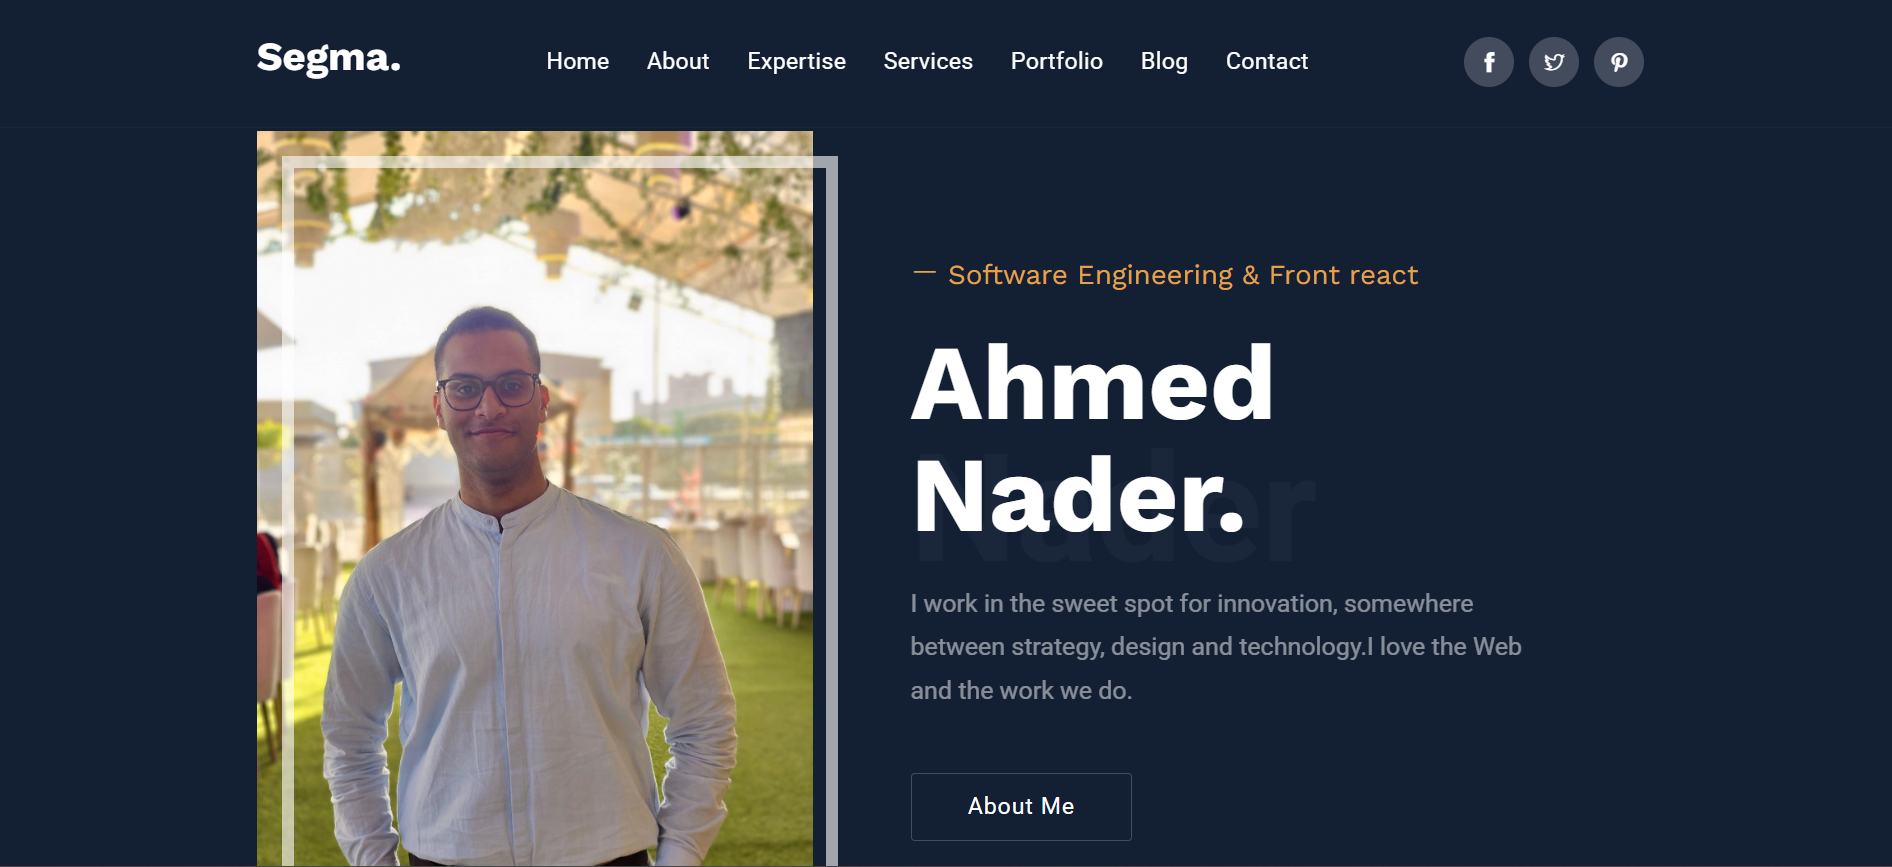 Segma.
Home About Expertise Services Portfolio Blog Contact
— Software Engineering & Front react
Ahmed
Nader.
Nader
I work in the sweet spot for innovation, somewhere
between strategy, design and technology.I love the Web
and the work we do.
About Me